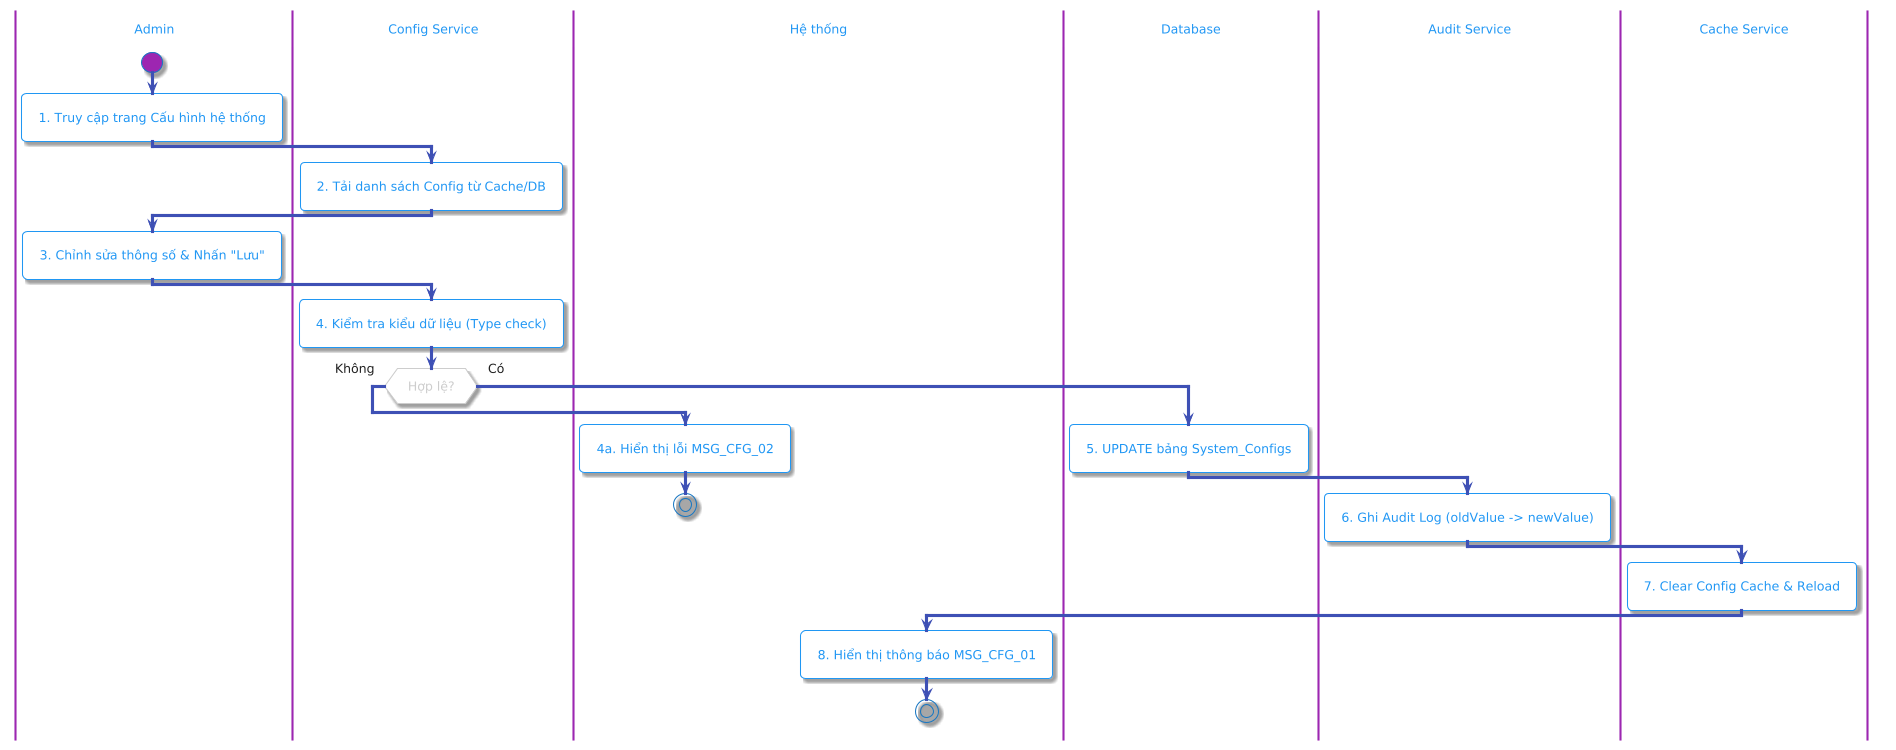 Admin
Config Service
Hệ thống
Database
Audit Service
Cache Service
1. Truy cập trang Cấu hình hệ thống
2. Tải danh sách Config từ Cache/DB
3. Chỉnh sửa thông số & Nhấn "Lưu"
4. Kiểm tra kiểu dữ liệu (Type check)
Không
Hợp lệ?
Có
4a. Hiển thị lỗi MSG_CFG_02
5. UPDATE bảng System_Configs
6. Ghi Audit Log (oldValue -> newValue)
7. Clear Config Cache & Reload
8. Hiển thị thông báo MSG_CFG_01